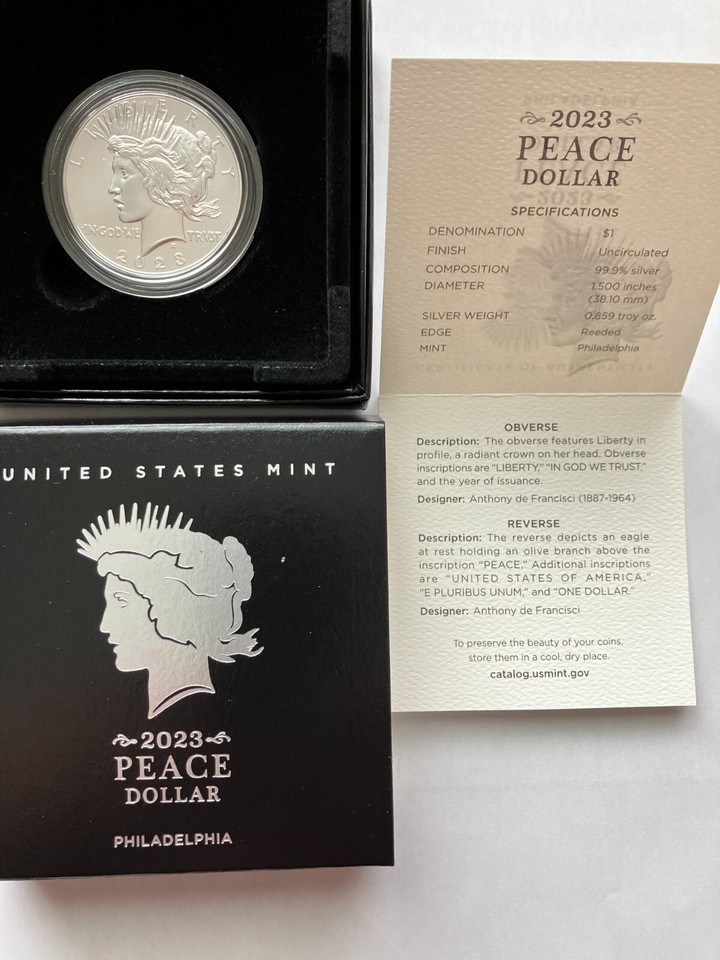 LIBERTY
IN GOD WE TRUST
2023
2023
PEACE
DOLLAR
SPECIFICATIONS
DENOMINATION $1
FINISH Uncirculated
COMPOSITION 99.9% silver
DIAMETER 1.500 inches
(38.10 mm)
SILVER WEIGHT 0.859 troy oz.
EDGE Reeded
MINT Philadelphia
OBVERSE
Description: The obverse features Liberty in
profile, a radiant crown on her head. Obverse
inscriptions are “LIBERTY,” “IN GOD WE TRUST,”
and the year of issuance.
Designer: Anthony de Francisci (1887-1964)
REVERSE
Description: The reverse depicts an eagle
at rest holding an olive branch above the
inscription “PEACE.” Additional inscriptions
are “UNITED STATES OF AMERICA,”
“E PLURIBUS UNUM,” and “ONE DOLLAR.”
Designer: Anthony de Francisci
To preserve the beauty of your coins,
store them in a cool, dry place.
catalog.usmint.gov
UNITED STATES MINT
2023
PEACE
DOLLAR
PHILADELPHIA